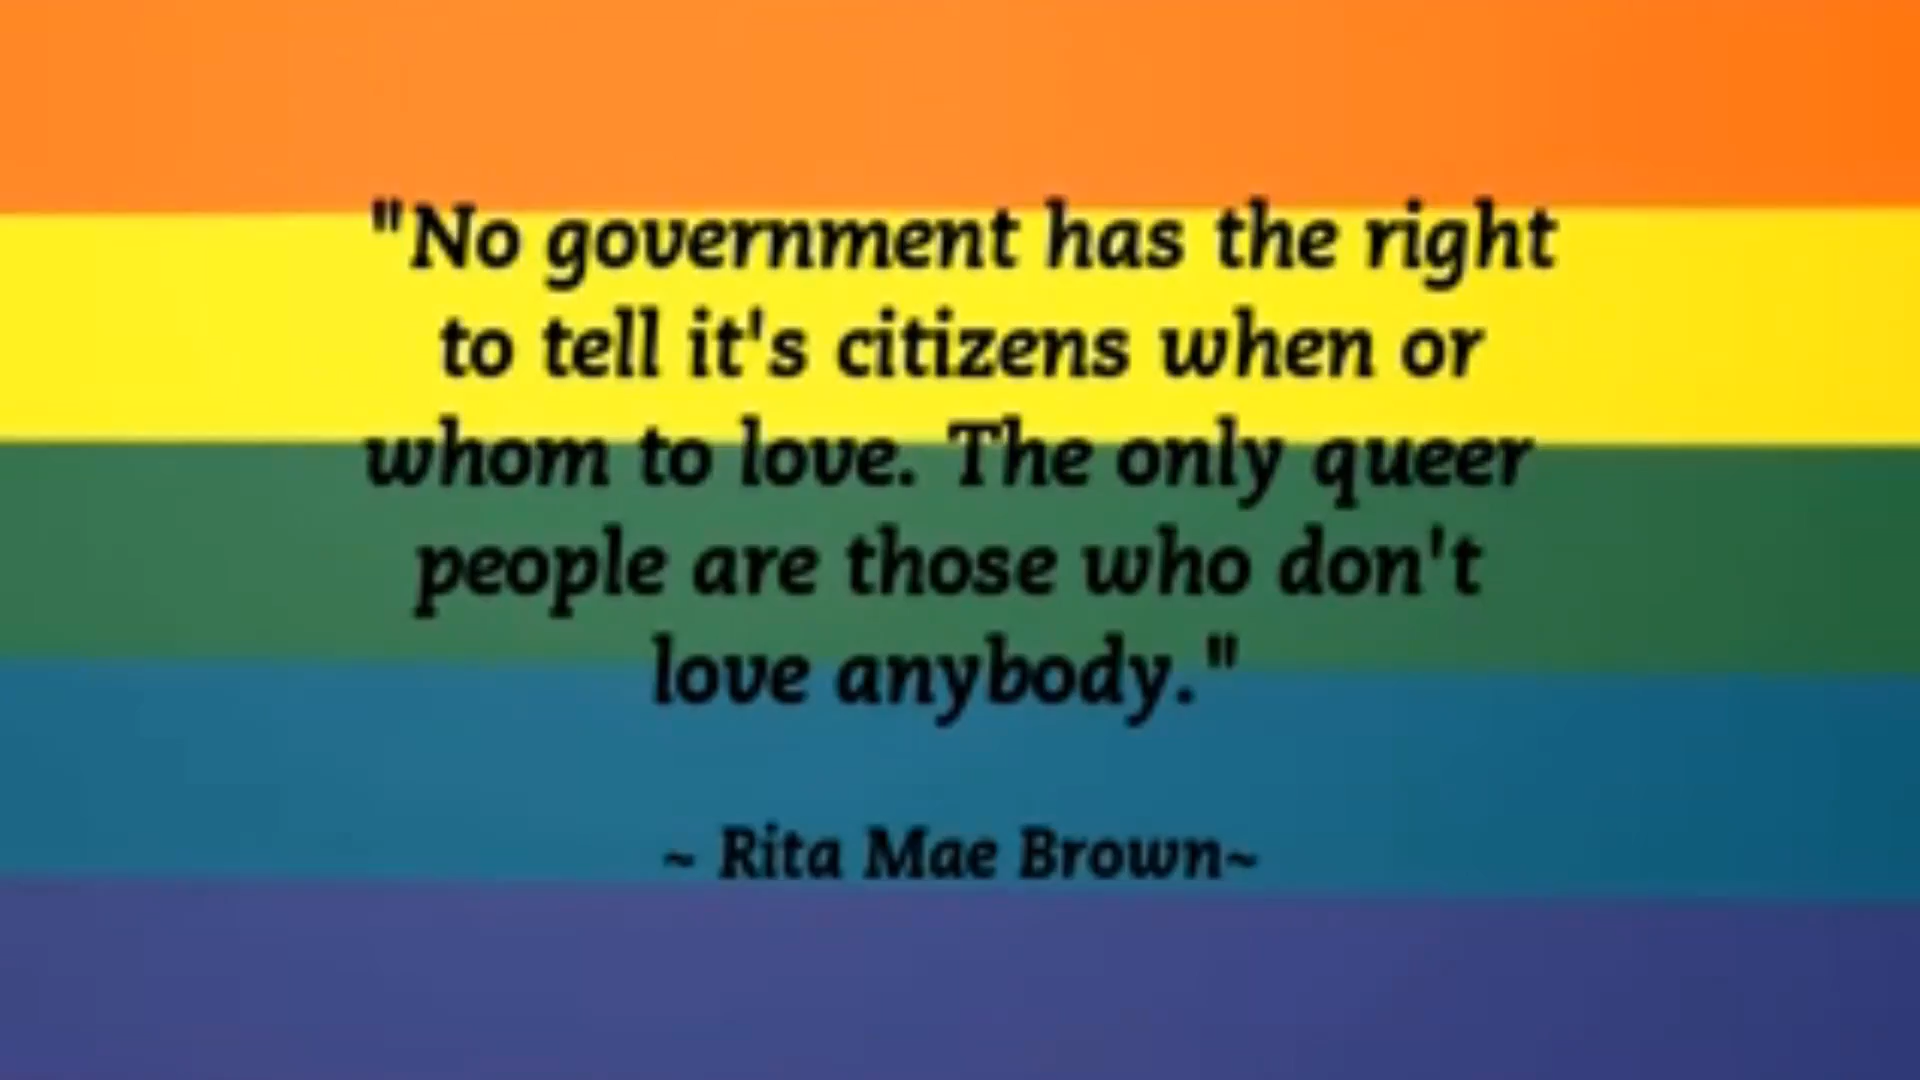 "No government has the right
to tell it's citizens when or
whom to love. The only queer
people are those who don't
love anybody."
~ Rita Mae Brown~